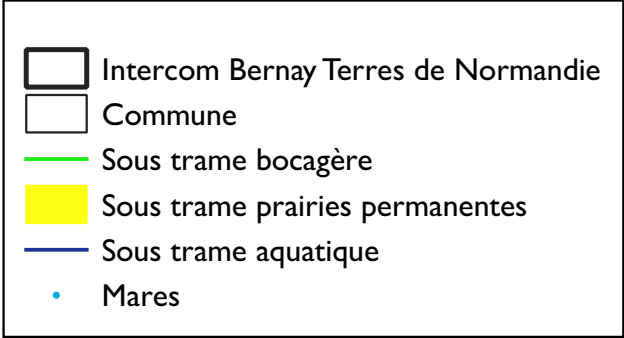 Intercom Bernay Terres de Normandie
Commune
Sous trame bocagère
Sous trame prairies permanentes
Sous trame aquatique
Mares